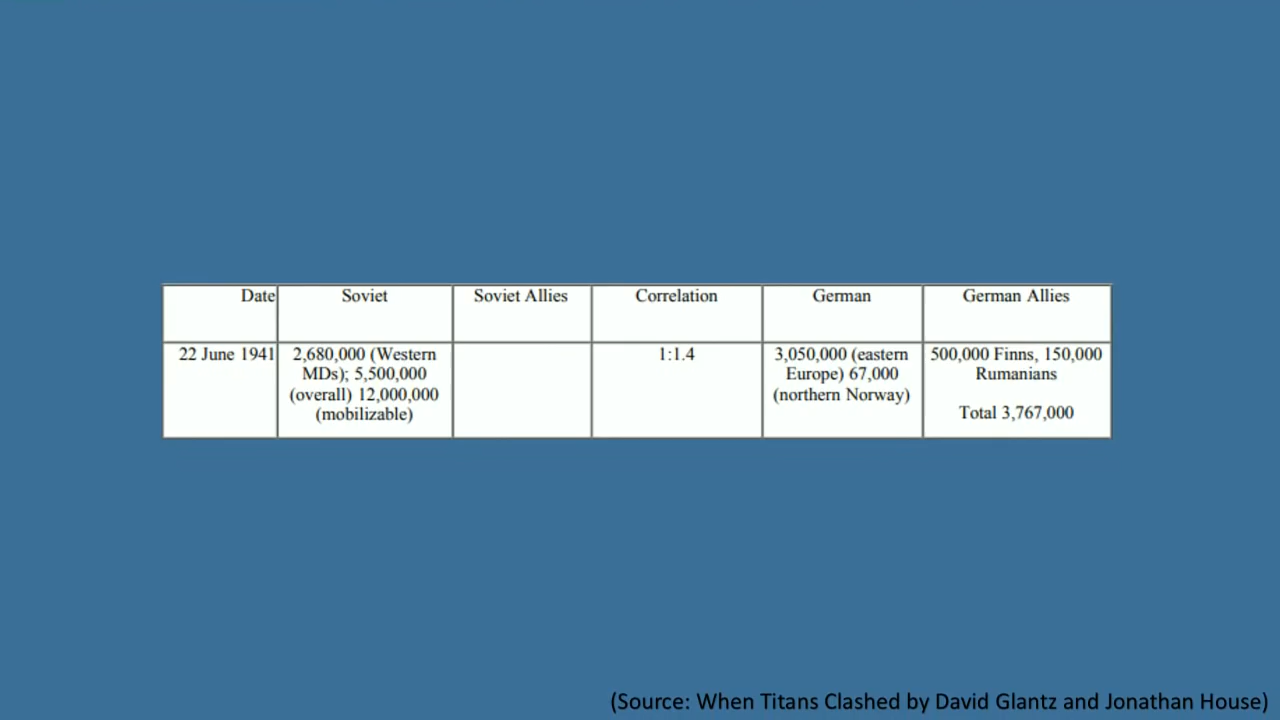 Date
Soviet
Soviet Allies
Correlation
German
German Allies
22 June 1941
2,680,000 (Western
MDs); 5,500,000
(overall) 12,000,000
(mobilizable)
1:1.4
3,050,000 (eastern
Europe) 67,000
(northern Norway)
500,000 Finns, 150,000
Rumanians
Total 3,767,000
(Source: When Titans Clashed by David Glantz and Jonathan House)